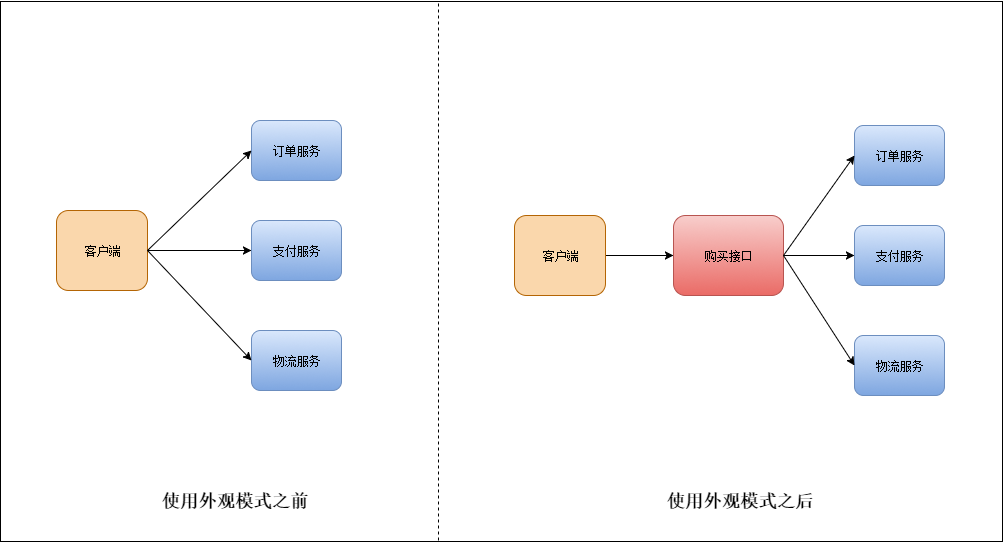 订单服务
客户端
支付服务
物流服务
使用外观模式之前
订单服务
客户端
购买接口
支付服务
物流服务
使用外观模式之后